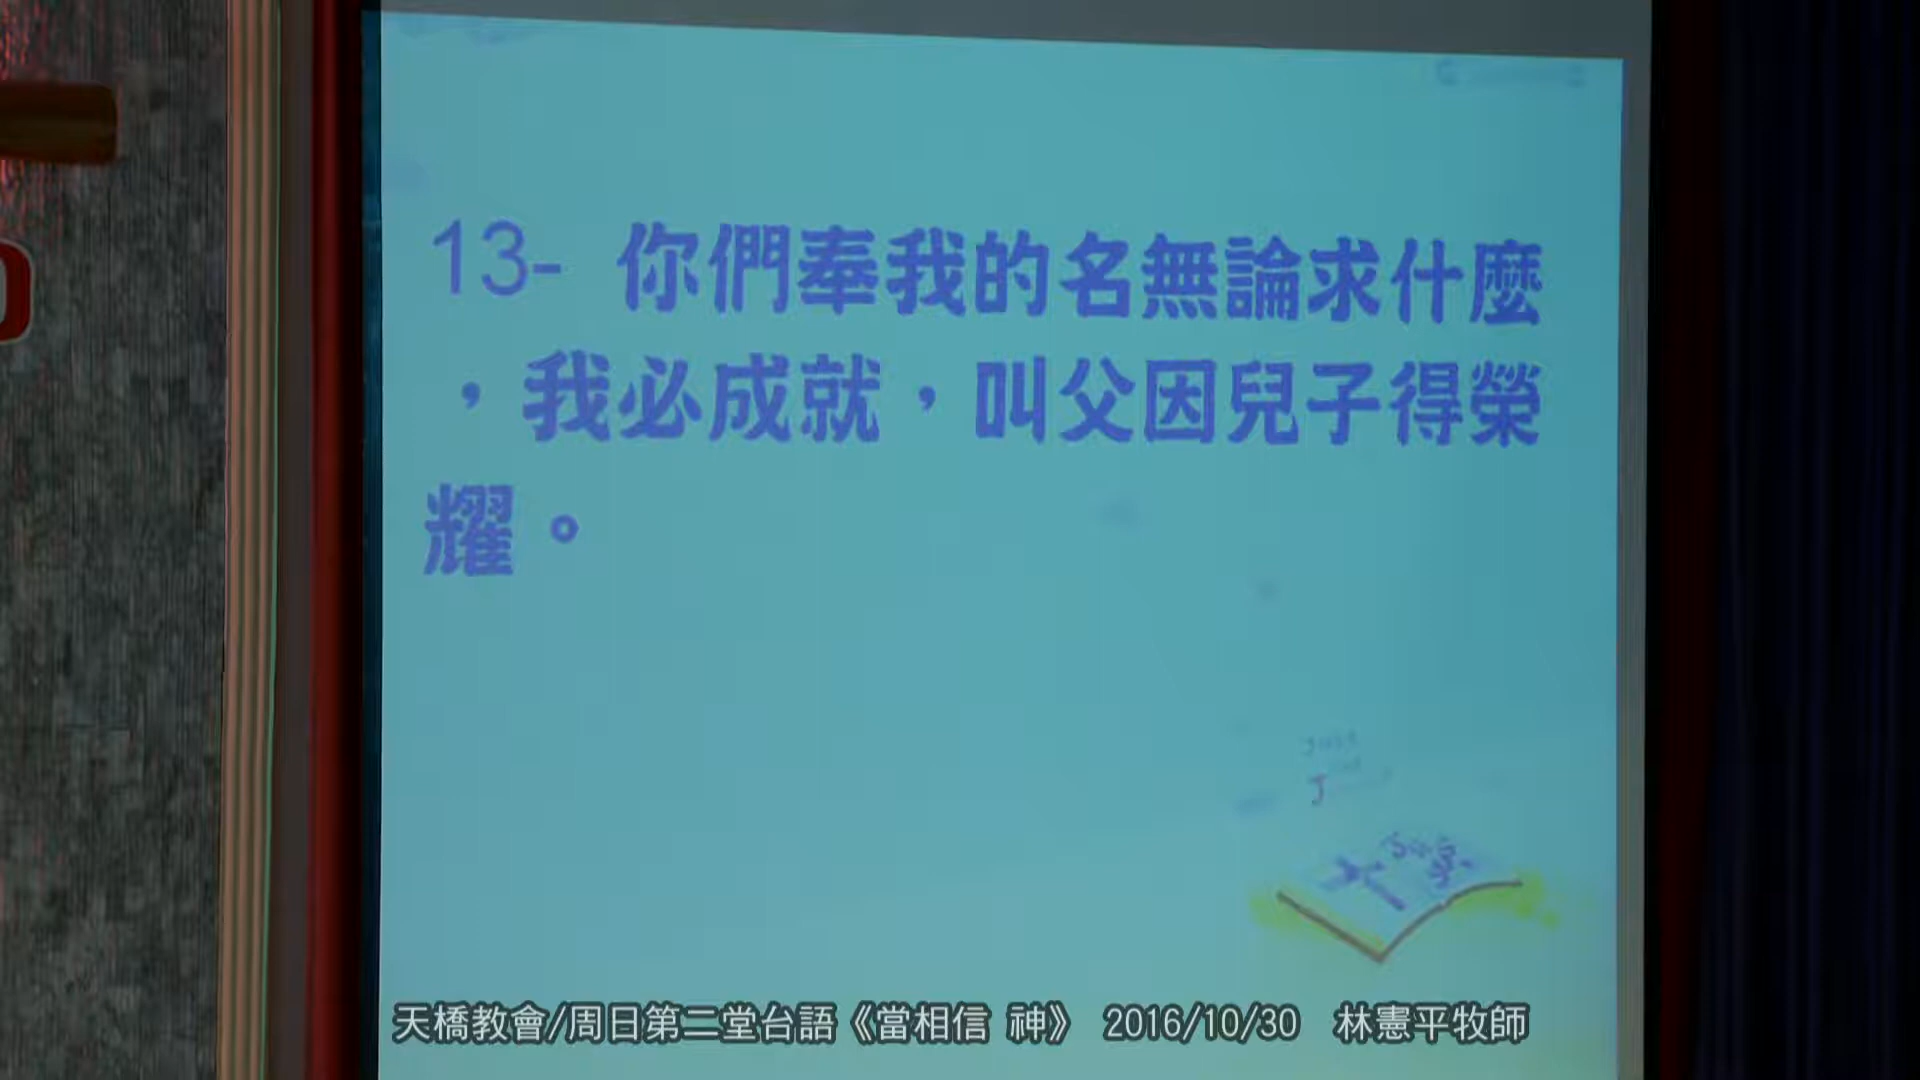 13- 你們奉我的名無論求什麼
，我必成就，叫父因兒子得榮
耀。
天橋教會/周日第二堂台語《當相信 神》 2016/10/30 林憲平牧師